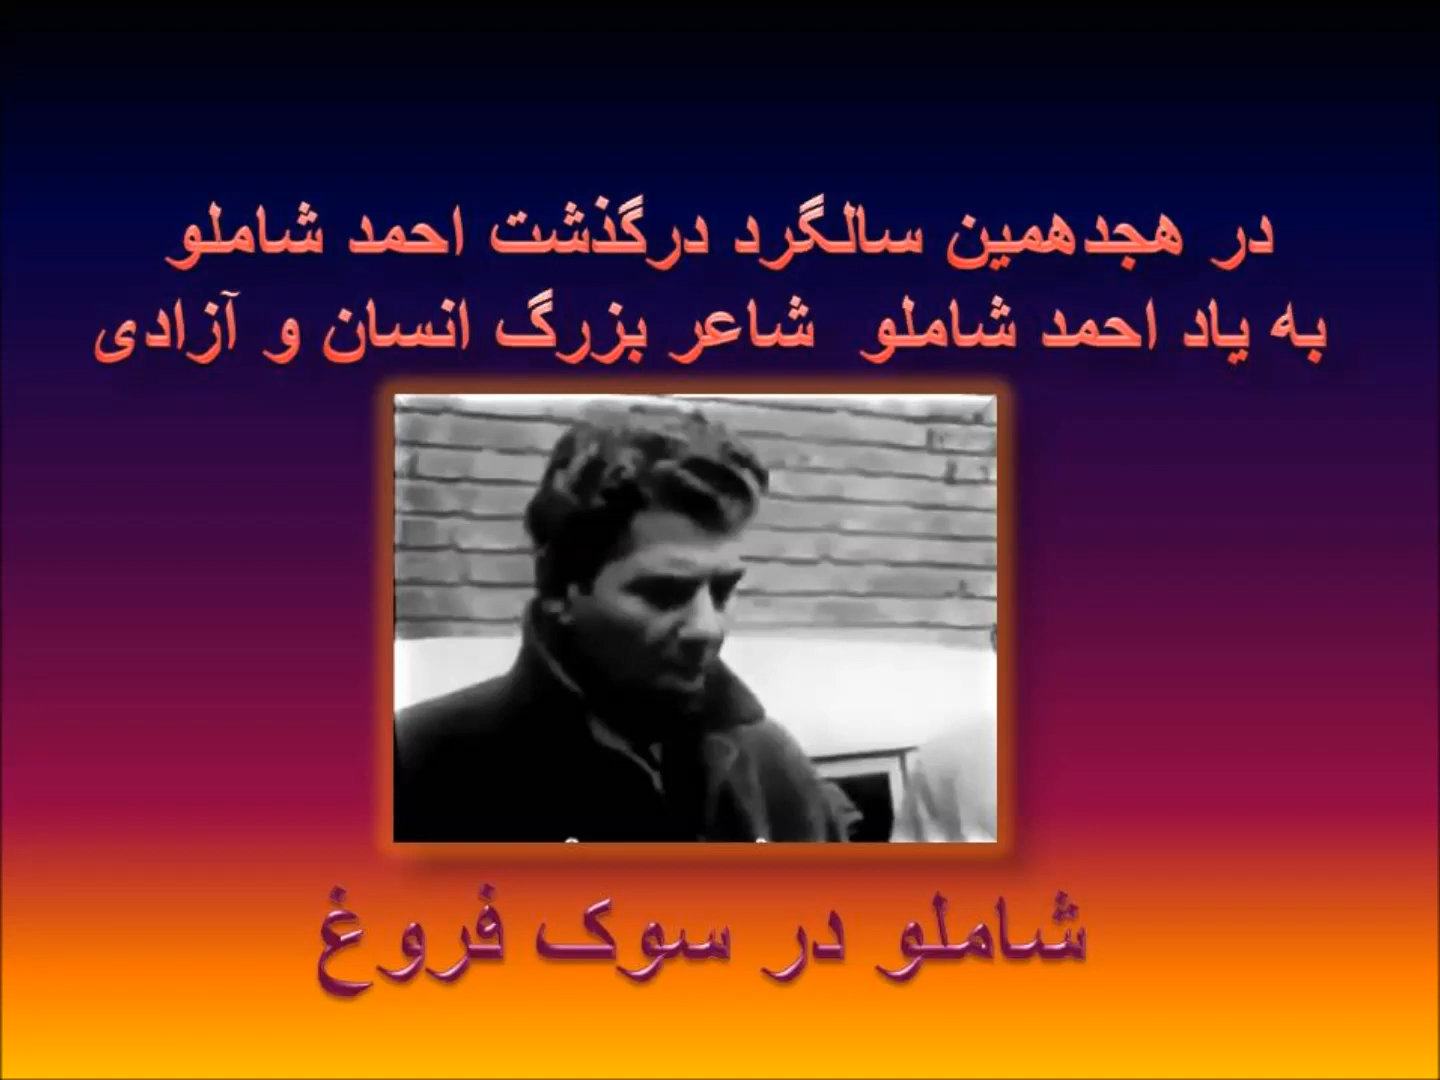 در هجدهمین سالگرد درگذشت احمد شاملو
به یاد احمد شاملو شاعر بزرگ انسان و آزادی
شاملو در سوک فروغ